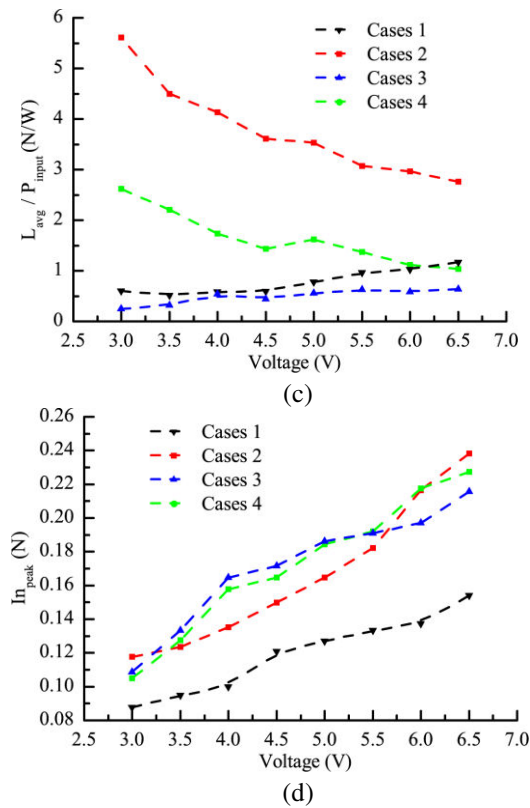 6
5
4
3
2
1
0
L_avg / P_input (N/W)
Cases 1
Cases 2
Cases 3
Cases 4
2.5 3.0 3.5 4.0 4.5 5.0 5.5 6.0 6.5 7.0
Voltage (V)
(c)
0.26
0.24
0.22
0.20
0.18
0.16
0.14
0.12
0.10
0.08
In_peak (N)
Cases 1
Cases 2
Cases 3
Cases 4
2.5 3.0 3.5 4.0 4.5 5.0 5.5 6.0 6.5 7.0
Voltage (V)
(d)